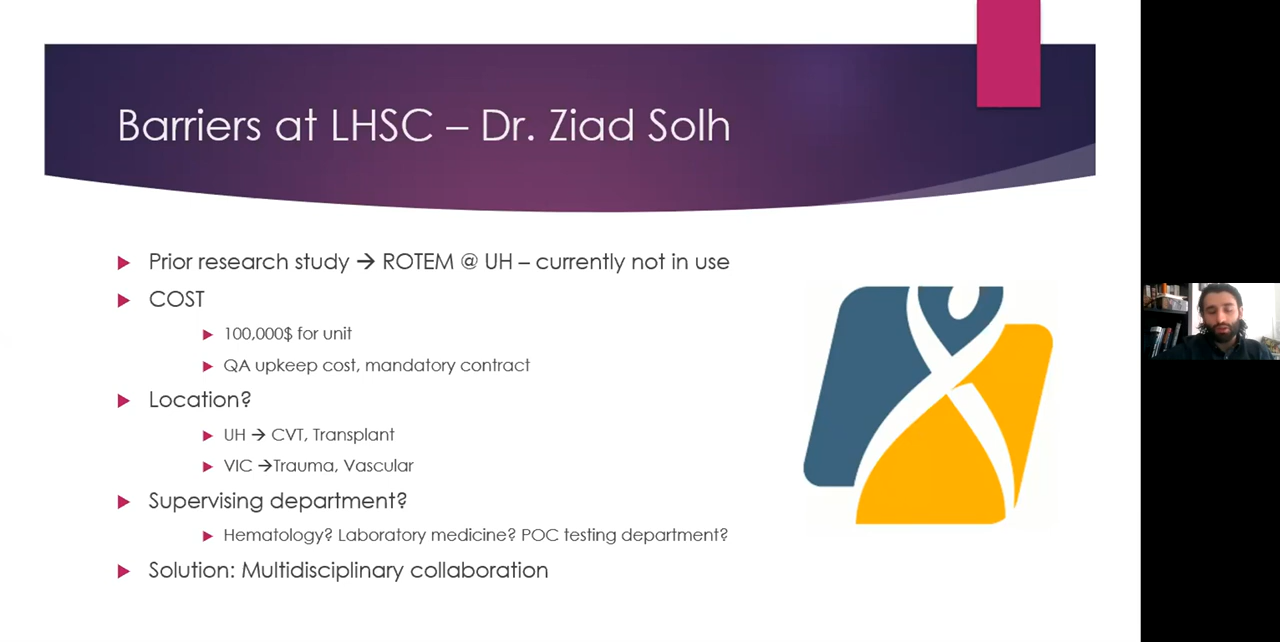 Barriers at LHSC – Dr. Ziad Solh
Prior research study → ROTEM @ UH – currently not in use
COST
100,000$ for unit
QA upkeep cost, mandatory contract
Location?
UH → CVT, Transplant
VIC →Trauma, Vascular
Supervising department?
Hematology? Laboratory medicine? POC testing department?
Solution: Multidisciplinary collaboration